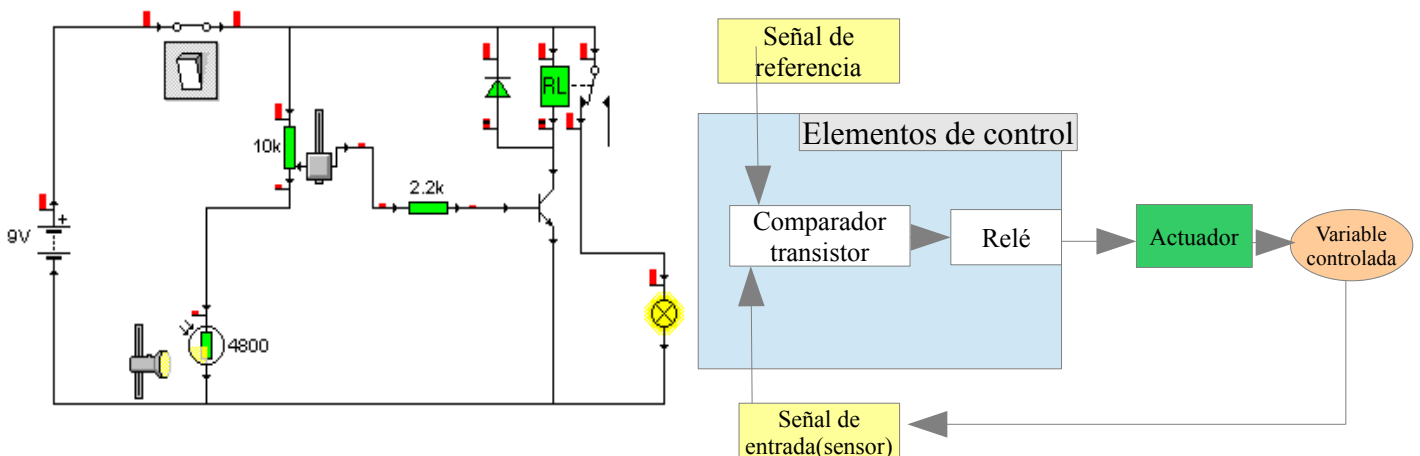 10k
2.2k
9V
+
4800
RL
Señal de
referencia
Elementos de control
Comparador
transistor
Relé
Actuador
Variable
controlada
Señal de
entrada(sensor)